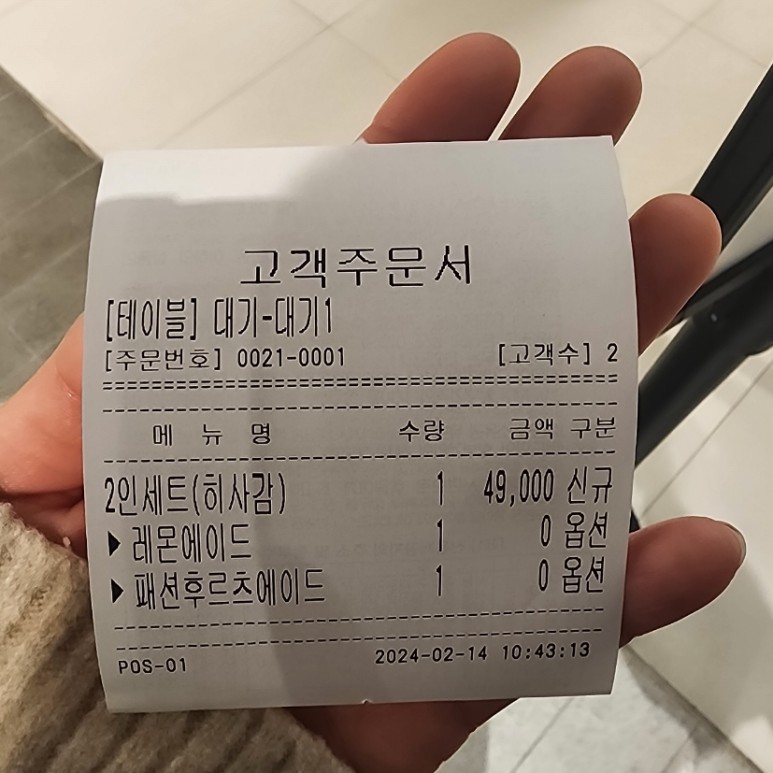 고객주문서
[테이블] 대기-대기1
[주문번호] 0021-0001 [고객수] 2
메 뉴 명 수량 금액 구분
2인세트(히사감) 1 49,000 신규
▶ 레몬에이드 1 0 옵션
▶ 패션후르츠에이드 1 0 옵션
POS-01 2024-02-14 10:43:13